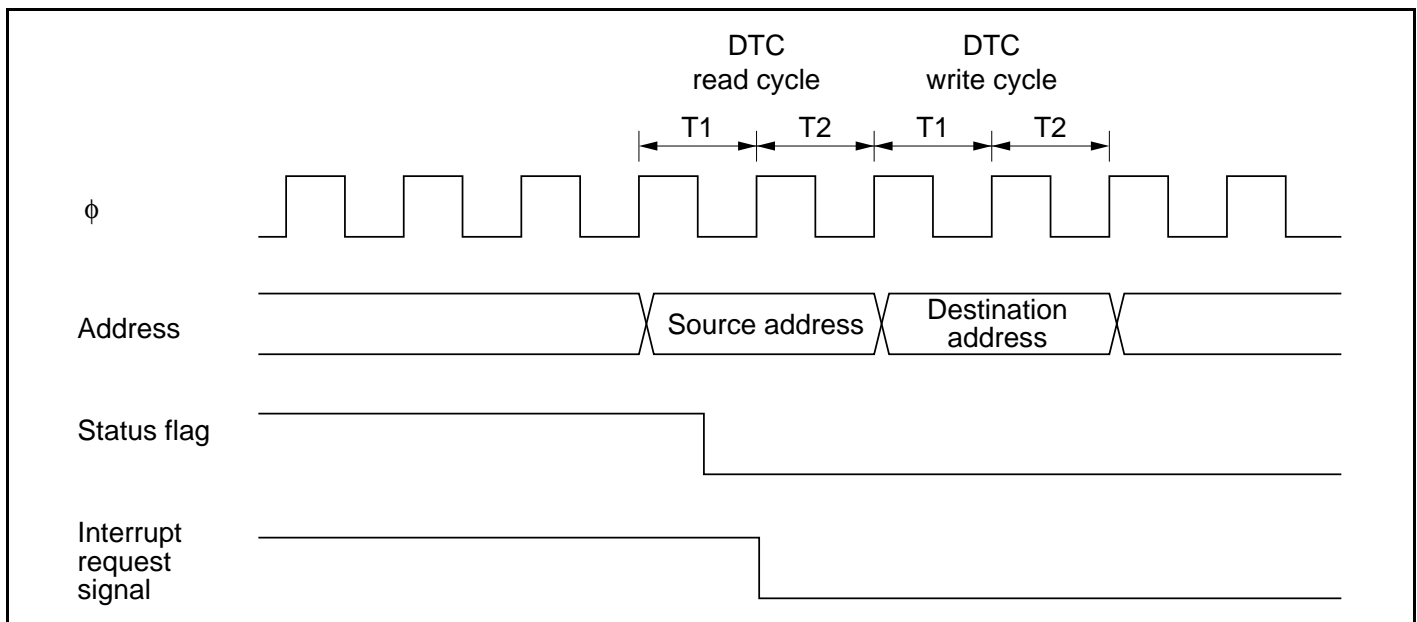 DTC
read cycle
DTC
write cycle
T1
T2
T1
T2
ϕ
Address
Source address
Destination
address
Status flag
Interrupt
request
signal